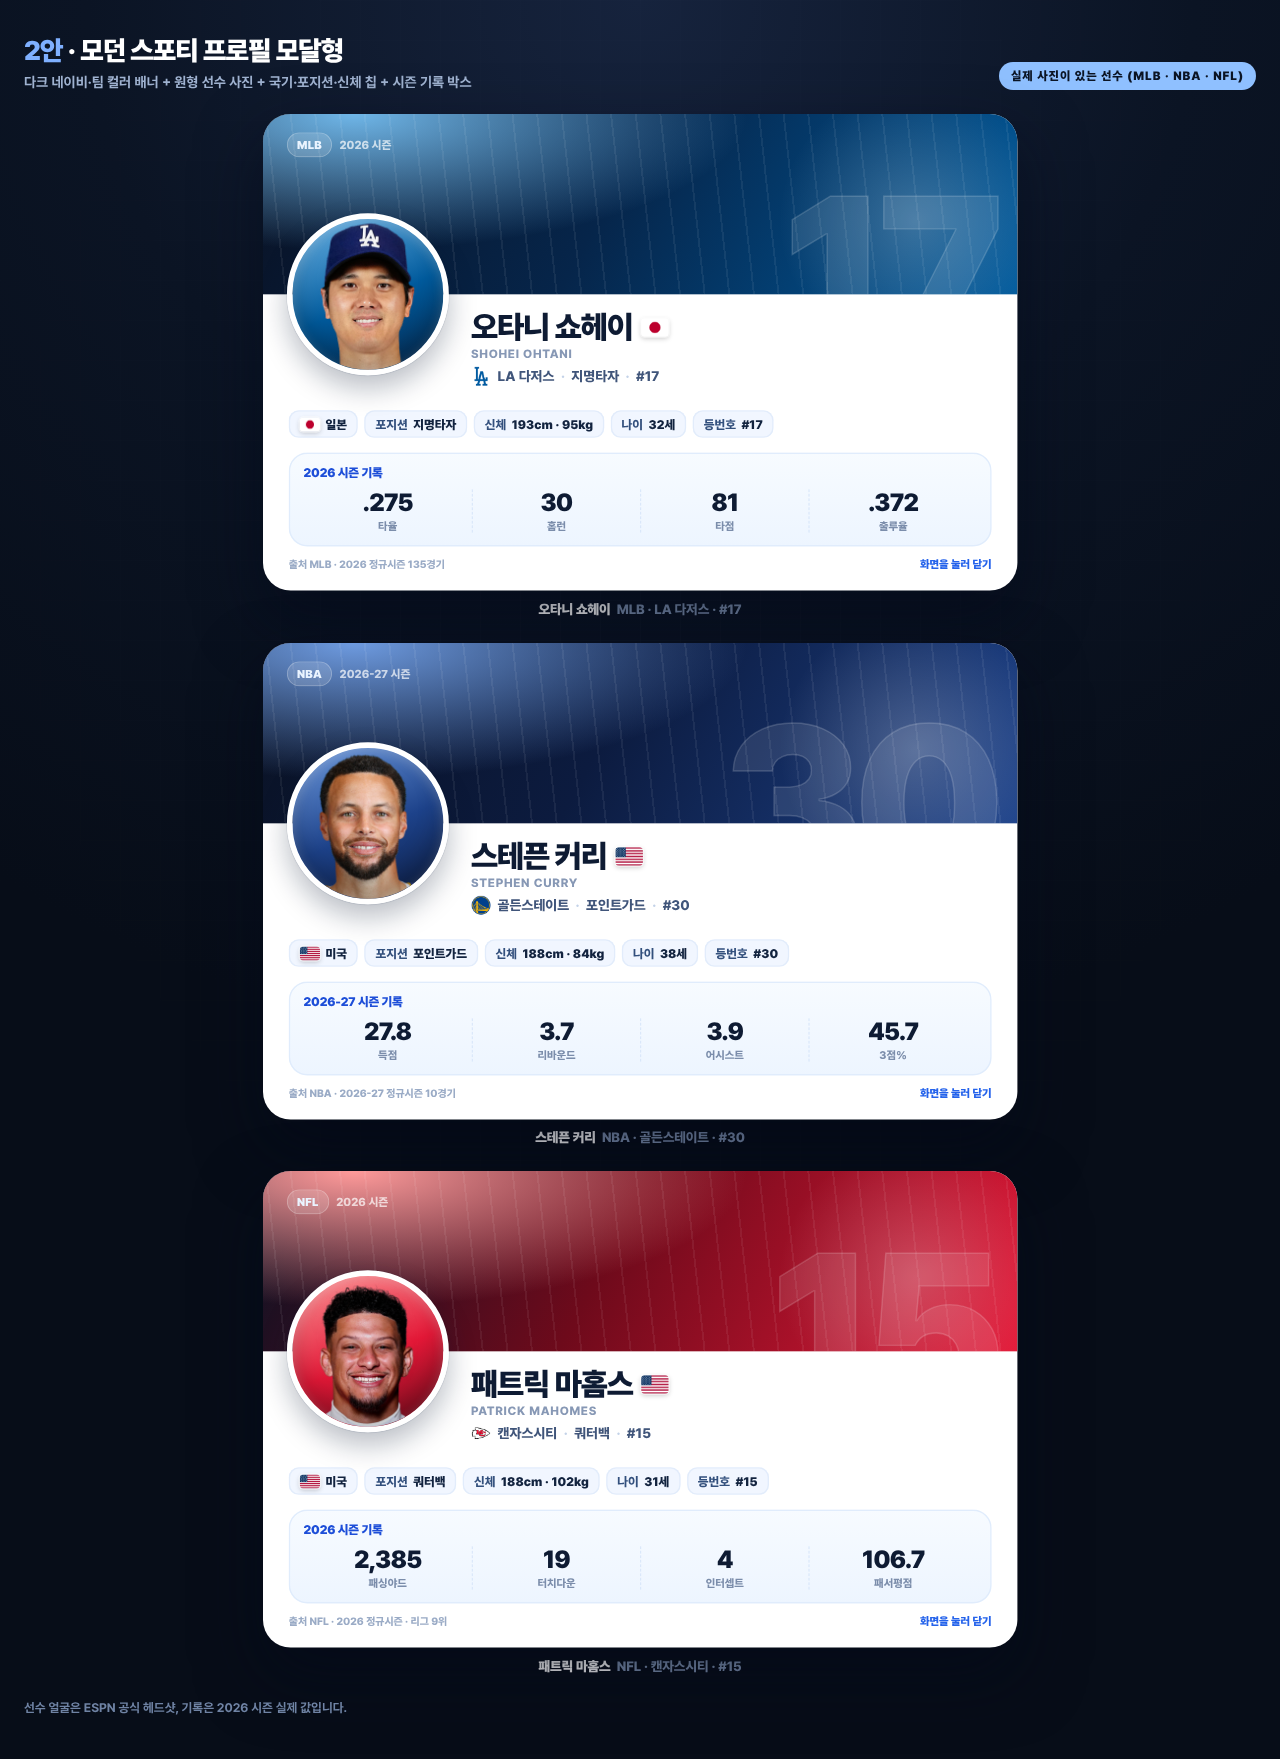 2안 · 모던 스포티 프로필 모달형
다크 네이비·팀 컬러 배너 + 원형 선수 사진 + 국기·포지션·신체 칩 + 시즌 기록 박스
실제 사진이 있는 선수 (MLB · NBA · NFL)
MLB 2026 시즌
17
LA
오타니 쇼헤이
SHOHEI OHTANI
LA 다저스 · 지명타자 · #17
일본 포지션 지명타자 신체 193cm · 95kg 나이 32세 등번호 #17
2026 시즌 기록
.275 30 81 .372
타율 홈런 타점 출루율
출처 MLB · 2026 정규시즌 135경기 화면을 눌러 닫기
오타니 쇼헤이 MLB · LA 다저스 · #17
NBA 2026-27 시즌
30
스테픈 커리
STEPHEN CURRY
골든스테이트 · 포인트가드 · #30
미국 포지션 포인트가드 신체 188cm · 84kg 나이 38세 등번호 #30
2026-27 시즌 기록
27.8 3.7 3.9 45.7
득점 리바운드 어시스트 3점%
출처 NBA · 2026-27 정규시즌 10경기 화면을 눌러 닫기
스테픈 커리 NBA · 골든스테이트 · #30
NFL 2026 시즌
15
패트릭 마홈스
PATRICK MAHOMES
캔자스시티 · 쿼터백 · #15
미국 포지션 쿼터백 신체 188cm · 102kg 나이 31세 등번호 #15
2026 시즌 기록
2,385 19 4 106.7
패싱야드 터치다운 인터셉트 패서평점
출처 NFL · 2026 정규시즌 · 리그 9위 화면을 눌러 닫기
패트릭 마홈스 NFL · 캔자스시티 · #15
선수 얼굴은 ESPN 공식 헤드샷, 기록은 2026 시즌 실제 값입니다.